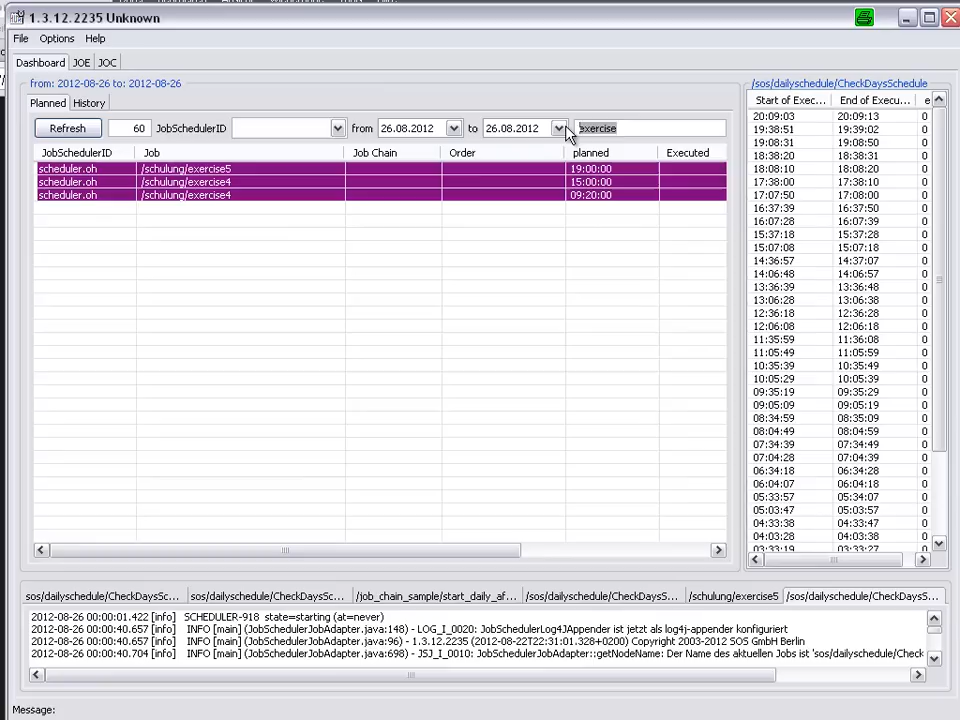 1.3.12.2235 Unknown
File Options Help
Dashboard JOE JOC
from: 2012-08-26 to: 2012-08-26
Planned History
Refresh 60 JobSchedulerID from 26.08.2012 to 26.08.2012 exercise
JobSchedulerID Job Job Chain Order planned Executed
scheduler.oh /schulung/exercise5 19:00:00
scheduler.oh /schulung/exercise4 15:00:00
scheduler.oh /schulung/exercise4 09:20:00
/sos/dailyschedule/CheckDaysSchedule
Start of Exec... End of Execu... e
20:09:03 20:09:13 0
19:38:51 19:39:02 0
19:08:31 19:08:50 0
18:38:20 18:38:31 0
18:08:10 18:08:20 0
17:38:00 17:38:10 0
17:07:50 17:08:00 0
16:37:39 16:37:50 0
16:07:28 16:07:38 0
15:37:18 15:37:28 0
15:07:08 15:07:18 0
14:36:57 14:37:07 0
14:06:48 14:06:57 0
13:36:39 13:36:48 0
13:06:28 13:06:38 0
12:36:18 12:36:28 0
12:06:08 12:06:18 0
11:35:59 11:36:08 0
11:05:49 11:05:59 0
10:35:39 10:35:49 0
10:05:29 10:05:39 0
09:35:19 09:35:29 0
09:05:09 09:05:19 0
08:34:59 08:35:09 0
08:04:49 08:04:59 0
07:34:39 07:34:49 0
07:04:28 07:04:39 0
06:34:18 06:34:28 0
06:04:07 06:04:18 0
05:33:57 05:34:07 0
05:03:47 05:03:57 0
04:33:38 04:33:47 0
04:03:28 04:03:38 0
03:33:19 03:33:27 0
sos/dailyschedule/CheckDaysSc... sos/dailyschedule/CheckDaysSc... /job_chain_sample/start_daily_af... /sos/dailyschedule/CheckDaysS... /schulung/exercise5 /sos/dailyschedule/CheckDaysS...
2012-08-26 00:00:01.422 [info] SCHEDULER-918 state=starting (at=never)
2012-08-26 00:00:40.657 [info] INFO [main] (JobSchedulerJobAdapter.java:148) - LOG_I_0020: JobSchedulerLog4JAppender ist jetzt als log4j-appender konfiguriert
2012-08-26 00:00:40.657 [info] INFO [main] (JobSchedulerJobAdapter.java:96) - 1.3.12.2235 (2012-08-22T22:31:01.328+0200) Copyright 2003-2012 SOS GmbH Berlin
2012-08-26 00:00:40.704 [info] INFO [main] (JobSchedulerJobAdapter.java:698) - JSJ_I_0010: JobSchedulerJobAdapter::getNodeName: Der Name des aktuellen Jobs ist 'sos/dailyschedule/Check
Message: